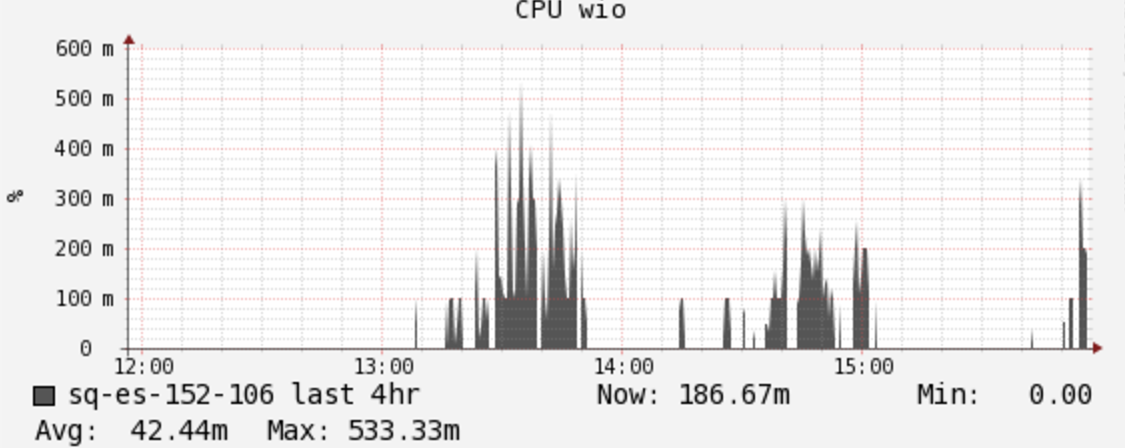 CPU wio
600 m
500 m
400 m
%
300 m
200 m
100 m
0
12:00 13:00 14:00 15:00
sq-es-152-106 last 4hr Now: 186.67m Min: 0.00
Avg: 42.44m Max: 533.33m